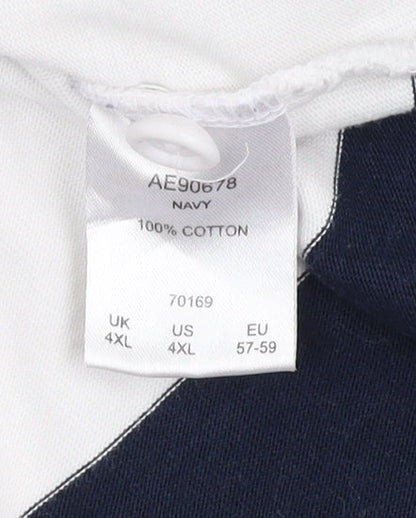 AE90678
NAVY
100% COTTON
70169
UK US EU
4XL 4XL 57-59